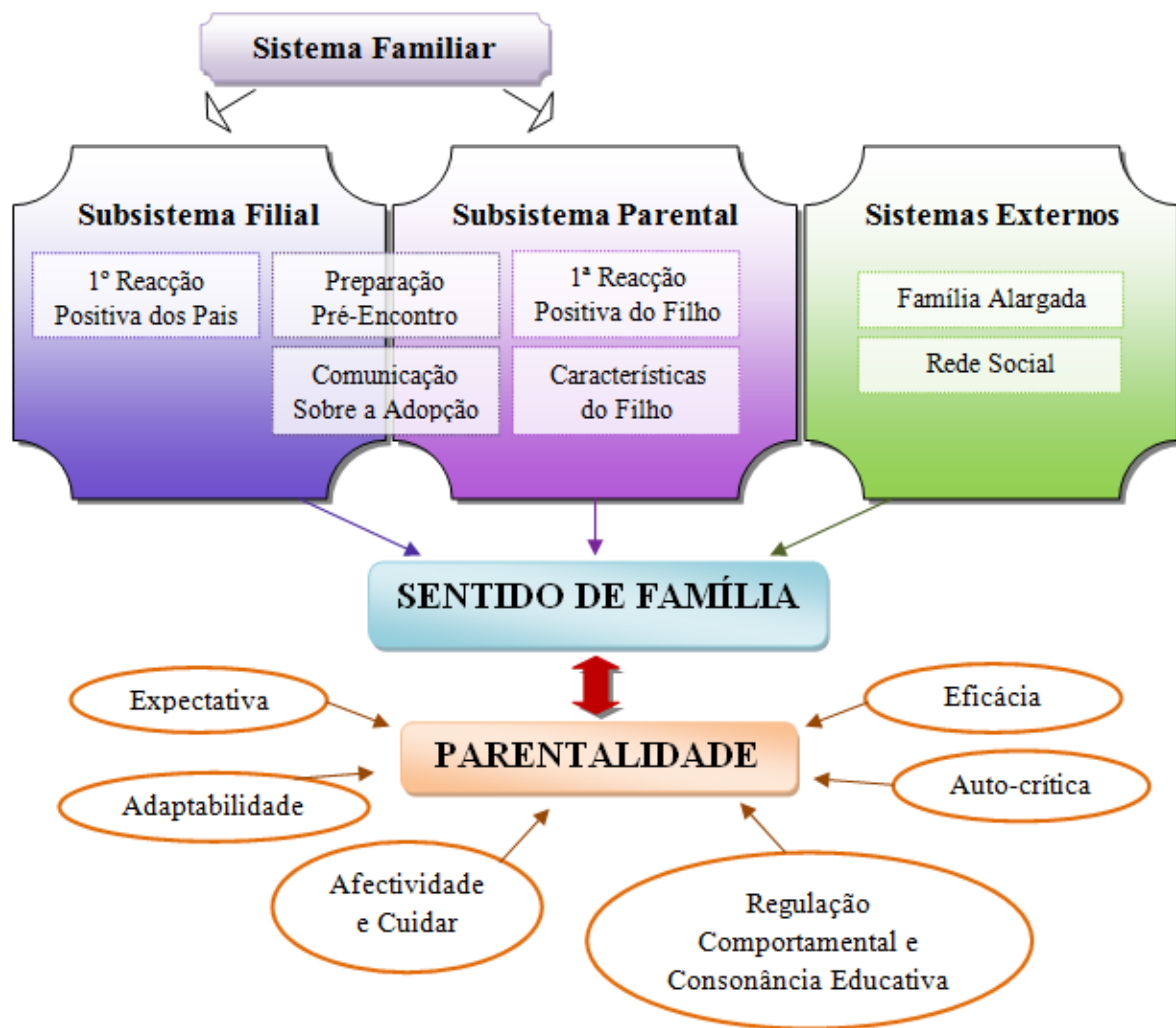 Sistema Familiar
Subsistema Filial
Subsistema Parental
Sistemas Externos
1º Reacção
Positiva dos Pais
Preparação
Pré-Encontro
1ª Reacção
Positiva do Filho
Família Alargada
Comunicação
Sobre a Adopção
Características
do Filho
Rede Social
SENTIDO DE FAMÍLIA
Expectativa
Eficácia
PARENTALIDADE
Adaptabilidade
Auto-crítica
Afectividade
e Cuidar
Regulação
Comportamental e
Consonância Educativa